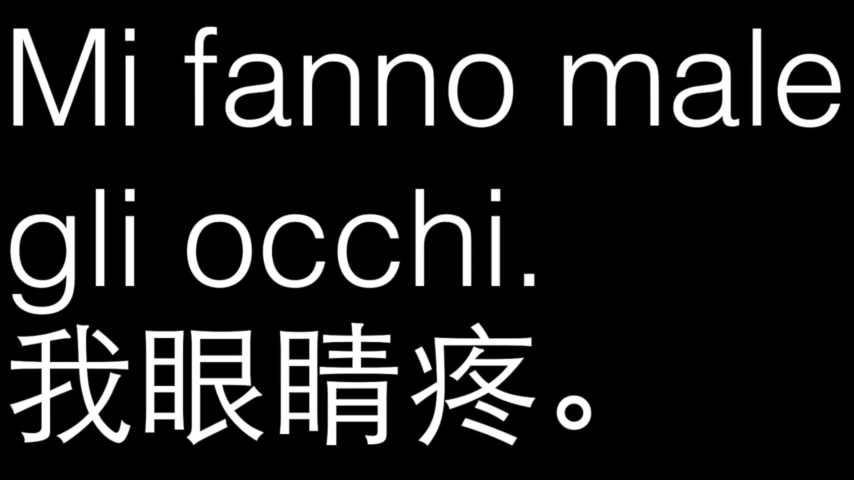 Mi fanno male
gli occhi.
我眼睛疼。